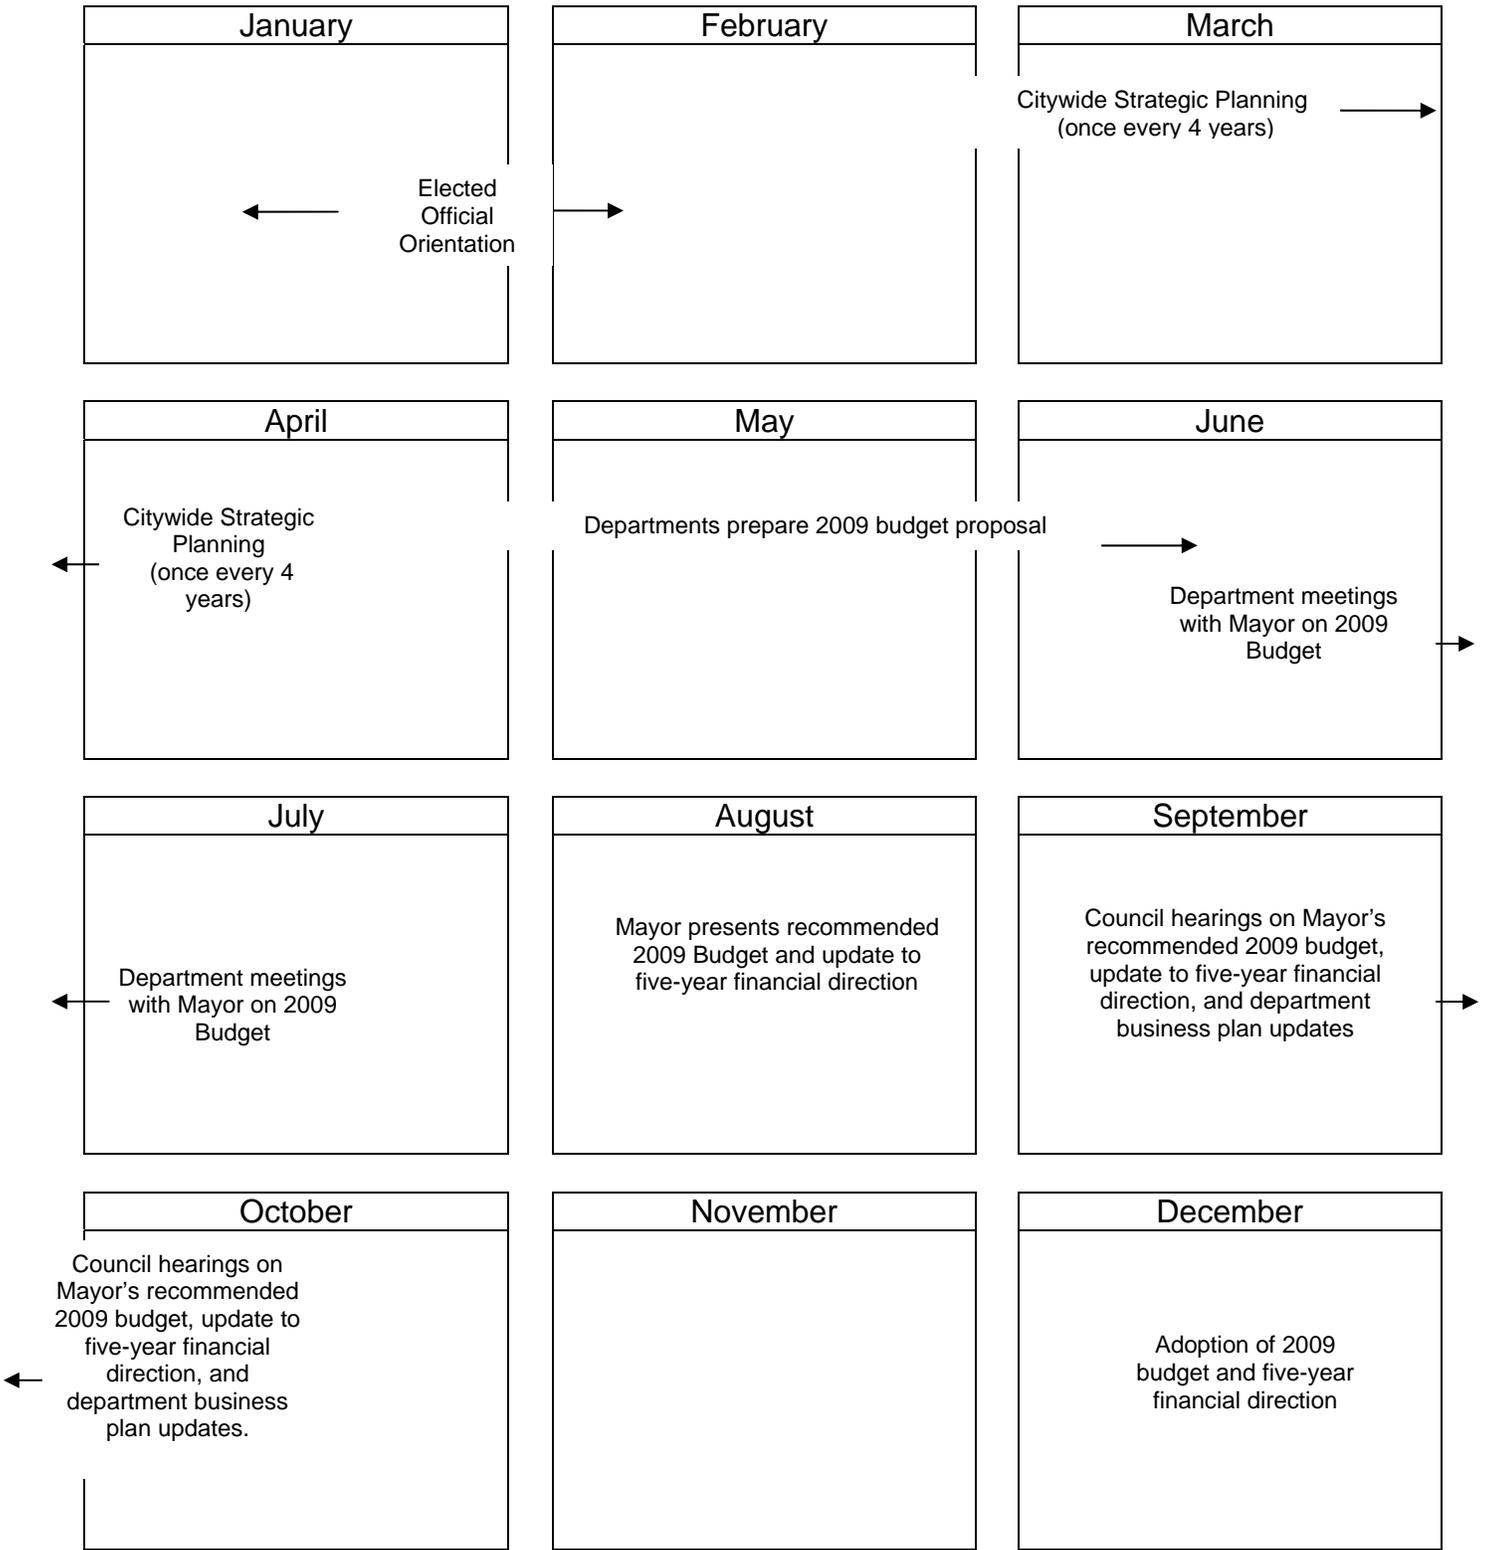 January
February
March
Citywide Strategic Planning
(once every 4 years)
Elected
Official
Orientation
April
May
June
Citywide Strategic
Planning
(once every 4
years)
Departments prepare 2009 budget proposal
Department meetings
with Mayor on 2009
Budget
July
August
September
Department meetings
with Mayor on 2009
Budget
Mayor presents recommended
2009 Budget and update to
five-year financial direction
Council hearings on Mayor’s
recommended 2009 budget,
update to five-year financial
direction, and department
business plan updates
October
November
December
Council hearings on
Mayor’s recommended
2009 budget, update to
five-year financial
direction, and
department business
plan updates.
Adoption of 2009
budget and five-year
financial direction